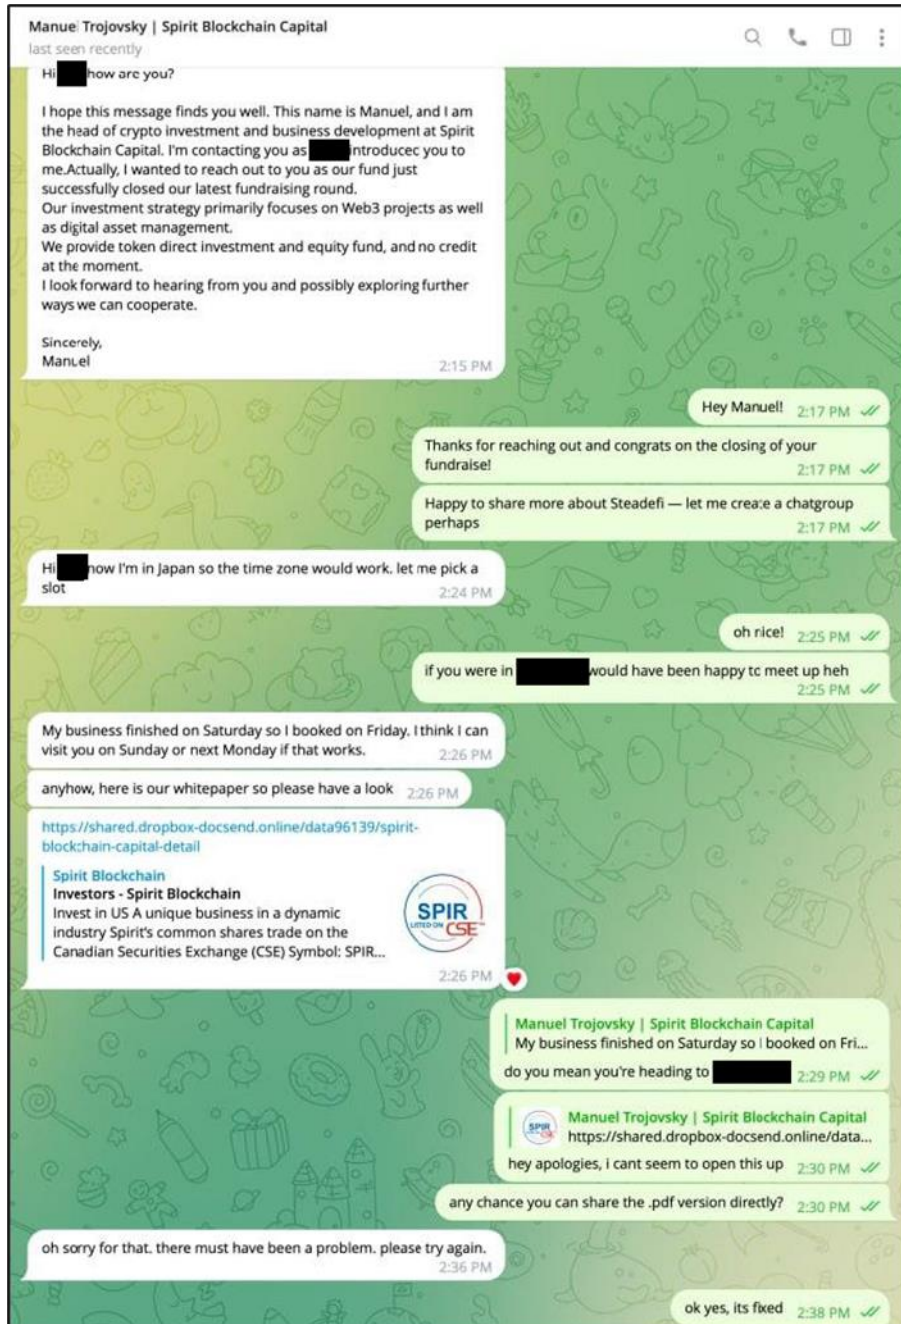 Manuel Trojovsky | Spirit Blockchain Capital
last seen recently
Hi how are you?
I hope this message finds you well. This name is Manuel, and I am
the head of crypto investment and business development at Spirit
Blockchain Capital. I'm contacting you as introduced you to
me.Actually, I wanted to reach out to you as our fund just
successfully closed our latest fundraising round.
Our investment strategy primarily focuses on Web3 projects as well
as digital asset management.
We provide token direct investment and equity fund, and no credit
at the moment.
I look forward to hearing from you and possibly exploring further
ways we can cooperate.
Sincerely,
Manuel
2:15 PM
Hey Manuel! 2:17 PM
Thanks for reaching out and congrats on the closing of your
fundraise!
2:17 PM
Happy to share more about Steadefi — let me create a chatgroup
perhaps
2:17 PM
Hi now I'm in Japan so the time zone would work. let me pick a
slot
2:24 PM
oh nice! 2:25 PM
if you were in would have been happy to meet up heh
2:25 PM
My business finished on Saturday so I booked on Friday. I think I can
visit you on Sunday or next Monday if that works.
2:26 PM
anyhow, here is our whitepaper so please have a look 2:26 PM
https://shared.dropbox-docsend.online/data96139/spirit-
blockchain-capital-detail
Spirit Blockchain
Investors - Spirit Blockchain
Invest in US A unique business in a dynamic
industry Spirit's common shares trade on the
Canadian Securities Exchange (CSE) Symbol: SPIR...
SPIR
LISTED ON CSE
2:26 PM
Manuel Trojovsky | Spirit Blockchain Capital
My business finished on Saturday so I booked on Fri...
do you mean you're heading to 2:29 PM
SPIR
CSE
Manuel Trojovsky | Spirit Blockchain Capital
https://shared.dropbox-docsend.online/data...
hey apologies, i cant seem to open this up 2:30 PM
any chance you can share the .pdf version directly? 2:30 PM
oh sorry for that. there must have been a problem. please try again.
2:36 PM
ok yes, its fixed 2:38 PM